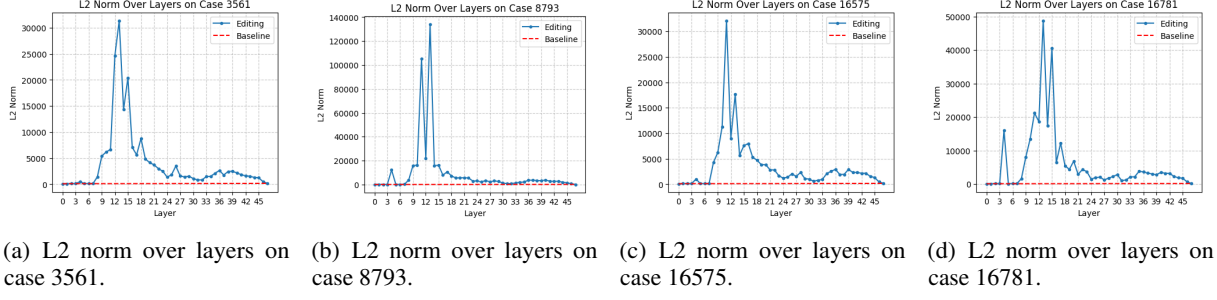 L2 Norm Over Layers on Case 3561
L2 Norm
30000
25000
20000
15000
10000
5000
0
Editing
Baseline
0 3 6 9 12 15 18 21 24 27 30 33 36 39 42 45
Layer
L2 Norm Over Layers on Case 8793
L2 Norm
140000
120000
100000
80000
60000
40000
20000
0
Editing
Baseline
0 3 6 9 12 15 18 21 24 27 30 33 36 39 42 45
Layer
L2 Norm Over Layers on Case 16575
L2 Norm
30000
25000
20000
15000
10000
5000
0
Editing
Baseline
0 3 6 9 12 15 18 21 24 27 30 33 36 39 42 45
Layer
L2 Norm Over Layers on Case 16781
L2 Norm
50000
40000
30000
20000
10000
0
Editing
Baseline
0 3 6 9 12 15 18 21 24 27 30 33 36 39 42 45
Layer
(a) L2 norm over layers on
case 3561.
(b) L2 norm over layers on
case 8793.
(c) L2 norm over layers on
case 16575.
(d) L2 norm over layers on
case 16781.